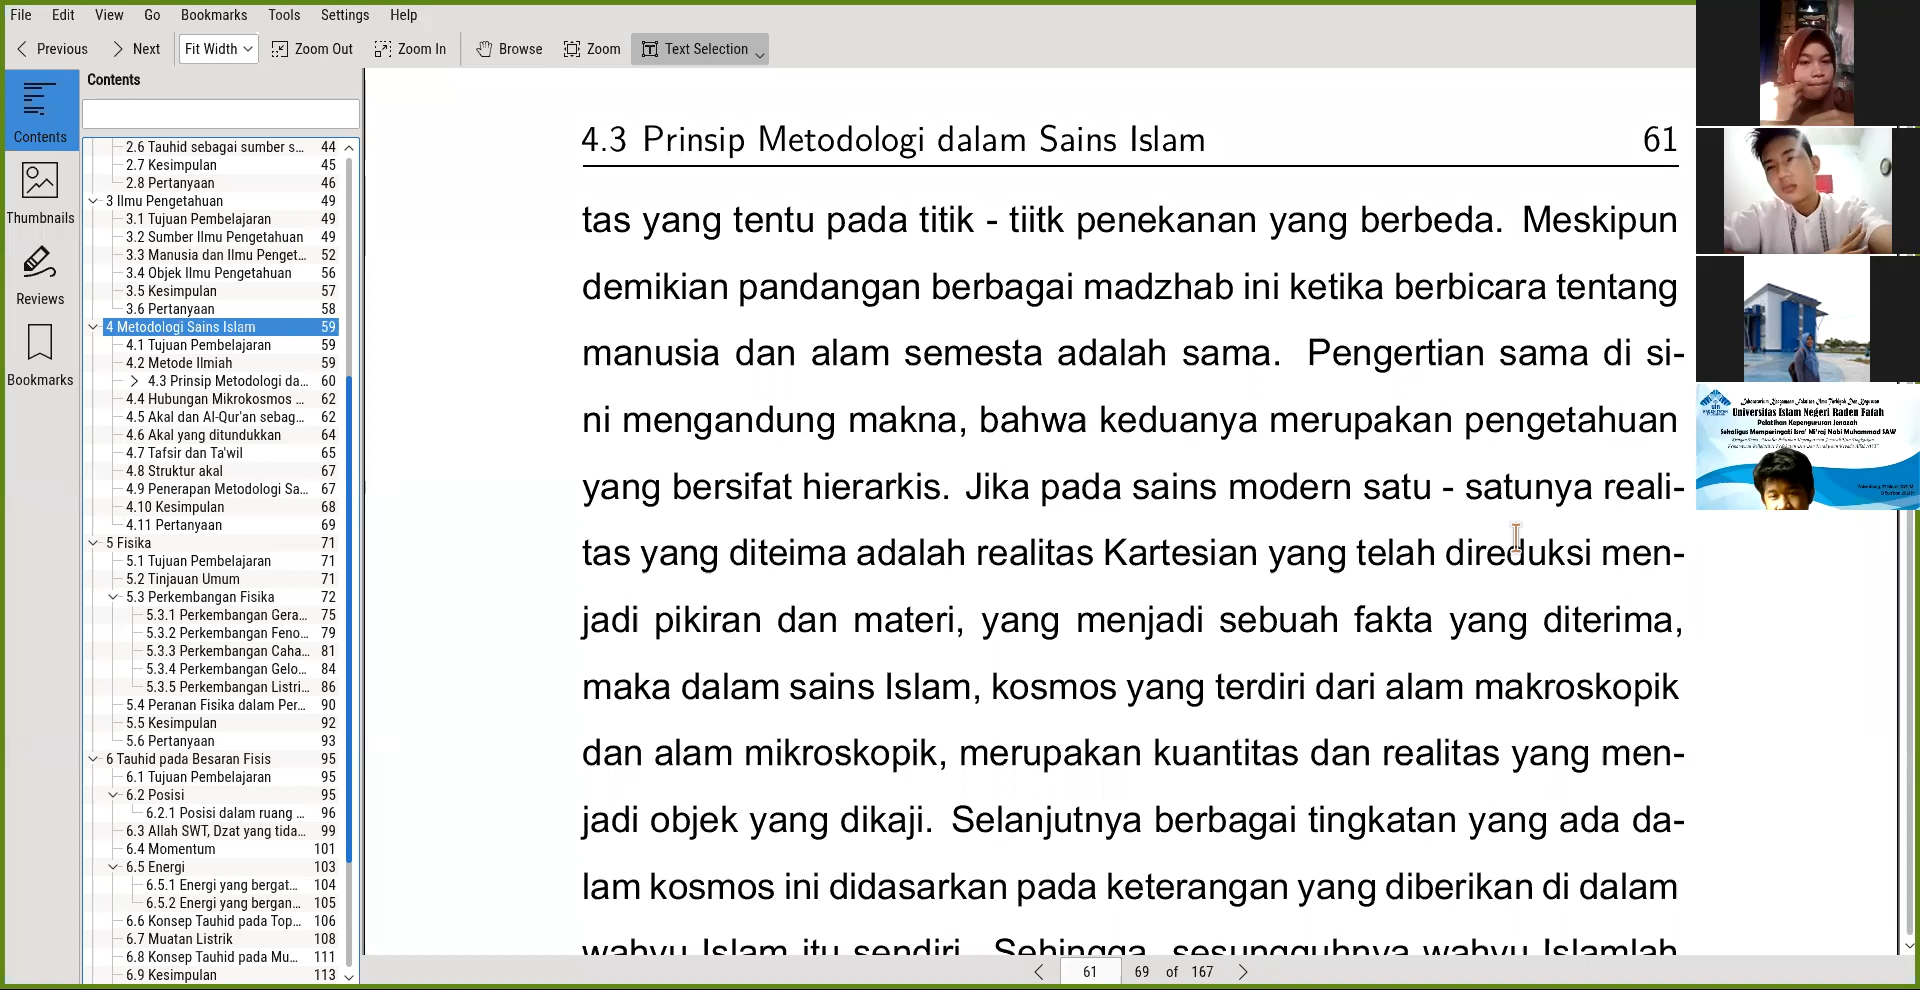 File Edit View Go Bookmarks Tools Settings Help
Previous Next Fit Width Zoom Out Zoom In Browse Zoom Text Selection
Contents
Contents
Thumbnails
Reviews
Bookmarks
2.6 Tauhid sebagai sumber s... 44
2.7 Kesimpulan 45
2.8 Pertanyaan 46
3 Ilmu Pengetahuan 49
3.1 Tujuan Pembelajaran 49
3.2 Sumber Ilmu Pengetahuan 49
3.3 Manusia dan Ilmu Penget... 52
3.4 Objek Ilmu Pengetahuan 56
3.5 Kesimpulan 57
3.6 Pertanyaan 58
4 Metodologi Sains Islam 59
4.1 Tujuan Pembelajaran 59
4.2 Metode Ilmiah 59
4.3 Prinsip Metodologi da... 60
4.4 Hubungan Mikrokosmos ... 62
4.5 Akal dan Al-Qur'an sebag... 62
4.6 Akal yang ditundukkan 64
4.7 Tafsir dan Ta'wil 65
4.8 Struktur akal 67
4.9 Penerapan Metodologi Sa... 67
4.10 Kesimpulan 68
4.11 Pertanyaan 69
5 Fisika 71
5.1 Tujuan Pembelajaran 71
5.2 Tinjauan Umum 71
5.3 Perkembangan Fisika 72
5.3.1 Perkembangan Gera... 75
5.3.2 Perkembangan Feno... 79
5.3.3 Perkembangan Caha... 81
5.3.4 Perkembangan Gelo... 84
5.3.5 Perkembangan Listri... 86
5.4 Peranan Fisika dalam Per... 90
5.5 Kesimpulan 92
5.6 Pertanyaan 93
6 Tauhid pada Besaran Fisis 95
6.1 Tujuan Pembelajaran 95
6.2 Posisi 95
6.2.1 Posisi dalam ruang ... 96
6.3 Allah SWT, Dzat yang tida... 99
6.4 Momentum 101
6.5 Energi 103
6.5.1 Energi yang bergat... 104
6.5.2 Energi yang bergan... 105
6.6 Konsep Tauhid pada Top... 106
6.7 Muatan Listrik 108
6.8 Konsep Tauhid pada Mu... 111
6.9 Kesimpulan 113
4.3 Prinsip Metodologi dalam Sains Islam 61
tas yang tentu pada titik - tiitk penekanan yang berbeda. Meskipun
demikian pandangan berbagai madzhab ini ketika berbicara tentang
manusia dan alam semesta adalah sama. Pengertian sama di si-
ni mengandung makna, bahwa keduanya merupakan pengetahuan
yang bersifat hierarkis. Jika pada sains modern satu - satunya reali-
tas yang diteima adalah realitas Kartesian yang telah direduksi men-
jadi pikiran dan materi, yang menjadi sebuah fakta yang diterima,
maka dalam sains Islam, kosmos yang terdiri dari alam makroskopik
dan alam mikroskopik, merupakan kuantitas dan realitas yang men-
jadi objek yang dikaji. Selanjutnya berbagai tingkatan yang ada da-
lam kosmos ini didasarkan pada keterangan yang diberikan di dalam
wahyu Islam itu sendiri. Sehingga, sesungguhnya wahyu Islamlah
61 69 of 167
Universitas Islam Negeri Raden Fatah
Pelatihan Kepengurusan Jenazah
Sekaligus Memperingati Isra' Mi'raj Nabi Muhammad SAW